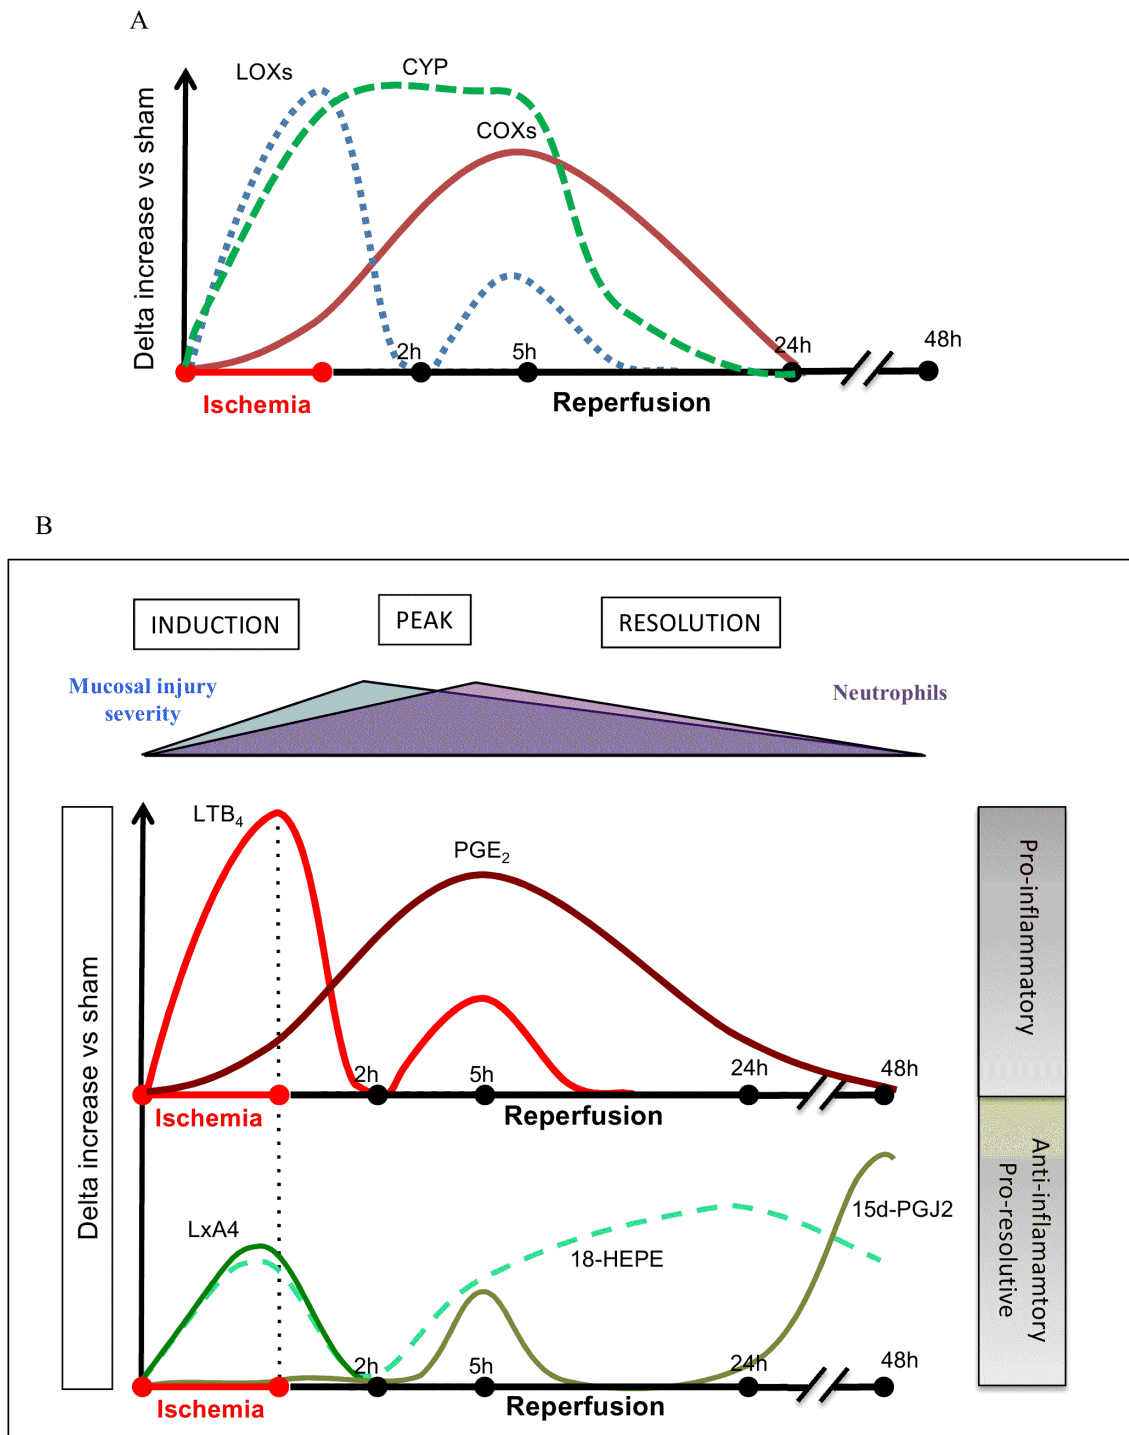 A
LOXs
CYP
COXs
Delta increase vs sham
2h
5h
24h
48h
Ischemia
Reperfusion
B
INDUCTION
PEAK
RESOLUTION
Mucosal injury
severity
Neutrophils
LTB4
PGE2
Delta increase vs sham
2h
5h
24h
48h
Ischemia
Reperfusion
Pro-inflammatory
LxA4
18-HEPE
15d-PGJ2
2h
5h
24h
48h
Ischemia
Reperfusion
Anti-inflamamtory
Pro-resolutive